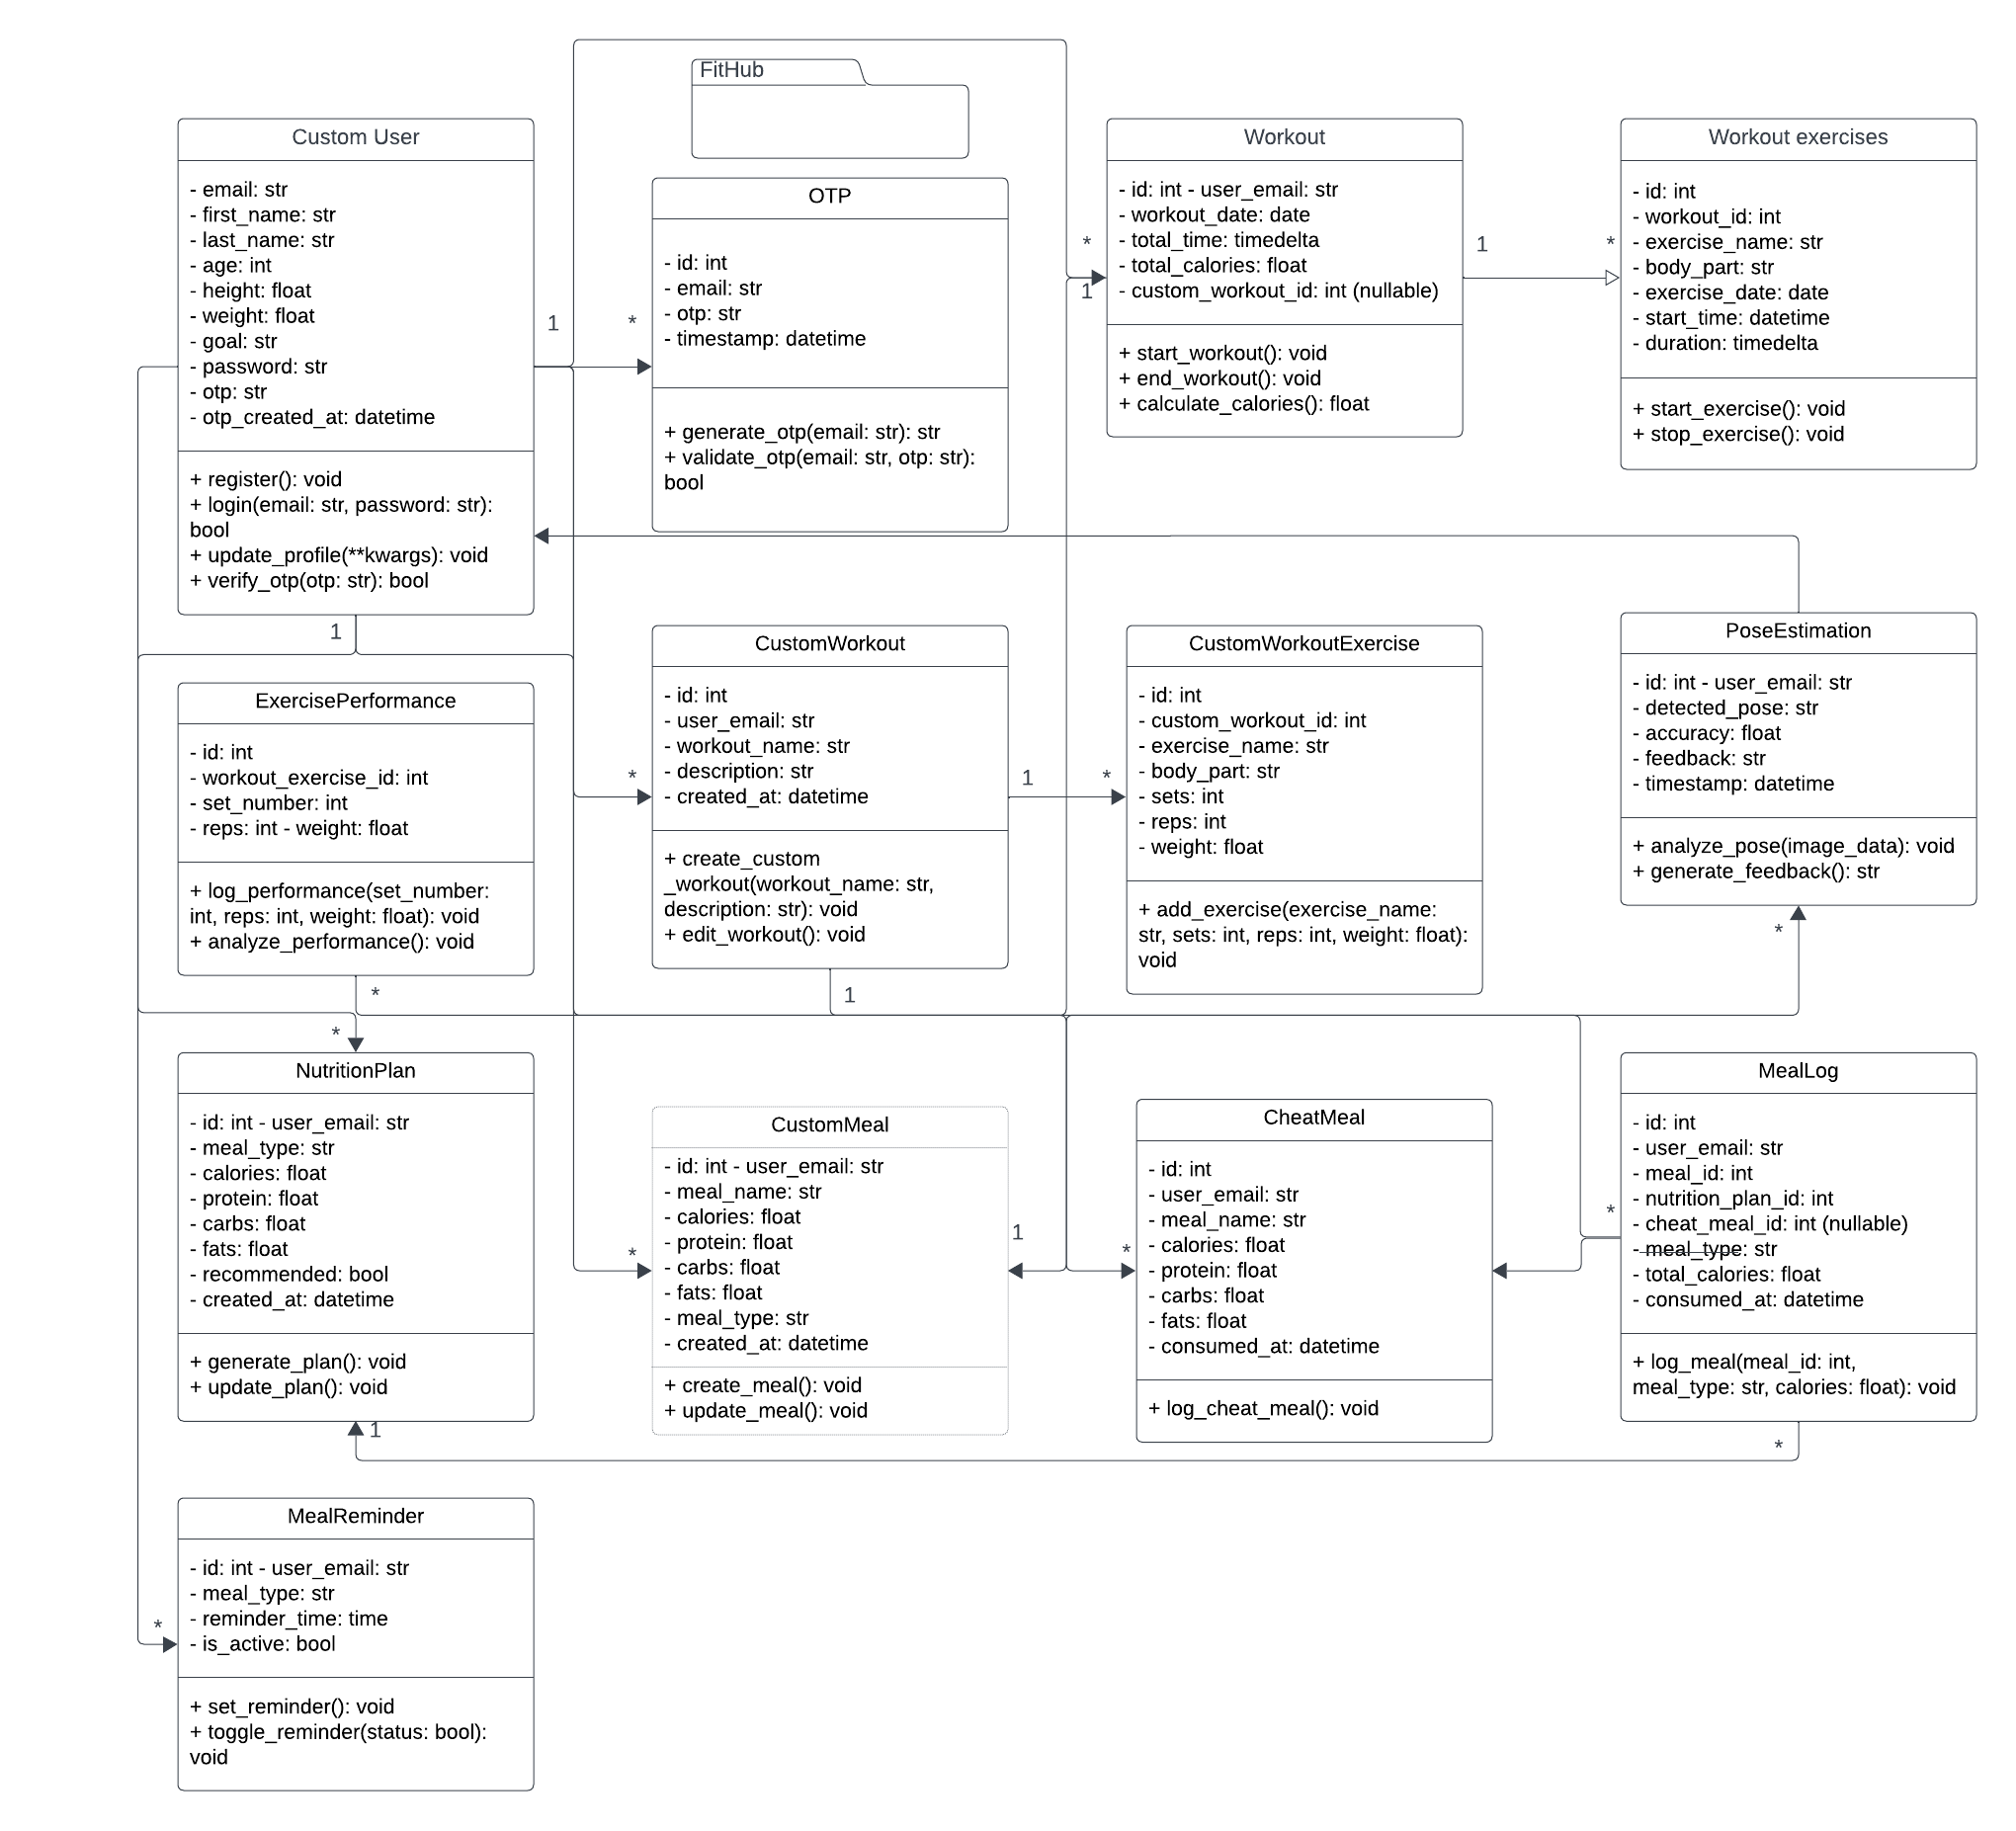 FitHub
Custom User
- email: str
- first_name: str
- last_name: str
- age: int
- height: float
- weight: float
- goal: str
- password: str
- otp: str
- otp_created_at: datetime
+ register(): void
+ login(email: str, password: str):
bool
+ update_profile(**kwargs): void
+ verify_otp(otp: str): bool
1
1
*
OTP
- id: int
- email: str
- otp: str
- timestamp: datetime
+ generate_otp(email: str): str
+ validate_otp(email: str, otp: str):
bool
*
1
Workout
- id: int - user_email: str
- workout_date: date
- total_time: timedelta
- total_calories: float
- custom_workout_id: int (nullable)
+ start_workout(): void
+ end_workout(): void
+ calculate_calories(): float
1
*
Workout exercises
- id: int
- workout_id: int
- exercise_name: str
- body_part: str
- exercise_date: date
- start_time: datetime
- duration: timedelta
+ start_exercise(): void
+ stop_exercise(): void
ExercisePerformance
- id: int
- workout_exercise_id: int
- set_number: int
- reps: int - weight: float
+ log_performance(set_number:
int, reps: int, weight: float): void
+ analyze_performance(): void
*
*
CustomWorkout
- id: int
- user_email: str
- workout_name: str
- description: str
- created_at: datetime
+ create_custom
_workout(workout_name: str,
description: str): void
+ edit_workout(): void
1
1
*
CustomWorkoutExercise
- id: int
- custom_workout_id: int
- exercise_name: str
- body_part: str
- sets: int
- reps: int
- weight: float
+ add_exercise(exercise_name:
str, sets: int, reps: int, weight: float):
void
PoseEstimation
- id: int - user_email: str
- detected_pose: str
- accuracy: float
- feedback: str
- timestamp: datetime
+ analyze_pose(image_data): void
+ generate_feedback(): str
*
*
NutritionPlan
- id: int - user_email: str
- meal_type: str
- calories: float
- protein: float
- carbs: float
- fats: float
- recommended: bool
- created_at: datetime
+ generate_plan(): void
+ update_plan(): void
1
*
CustomMeal
- id: int - user_email: str
- meal_name: str
- calories: float
- protein: float
- carbs: float
- fats: float
- meal_type: str
- created_at: datetime
+ create_meal(): void
+ update_meal(): void
1
*
CheatMeal
- id: int
- user_email: str
- meal_name: str
- calories: float
- protein: float
- carbs: float
- fats: float
- consumed_at: datetime
+ log_cheat_meal(): void
*
MealLog
- id: int
- user_email: str
- meal_id: int
- nutrition_plan_id: int
- cheat_meal_id: int (nullable)
- meal_type: str
- total_calories: float
- consumed_at: datetime
+ log_meal(meal_id: int,
meal_type: str, calories: float): void
*
*
MealReminder
- id: int - user_email: str
- meal_type: str
- reminder_time: time
- is_active: bool
+ set_reminder(): void
+ toggle_reminder(status: bool):
void